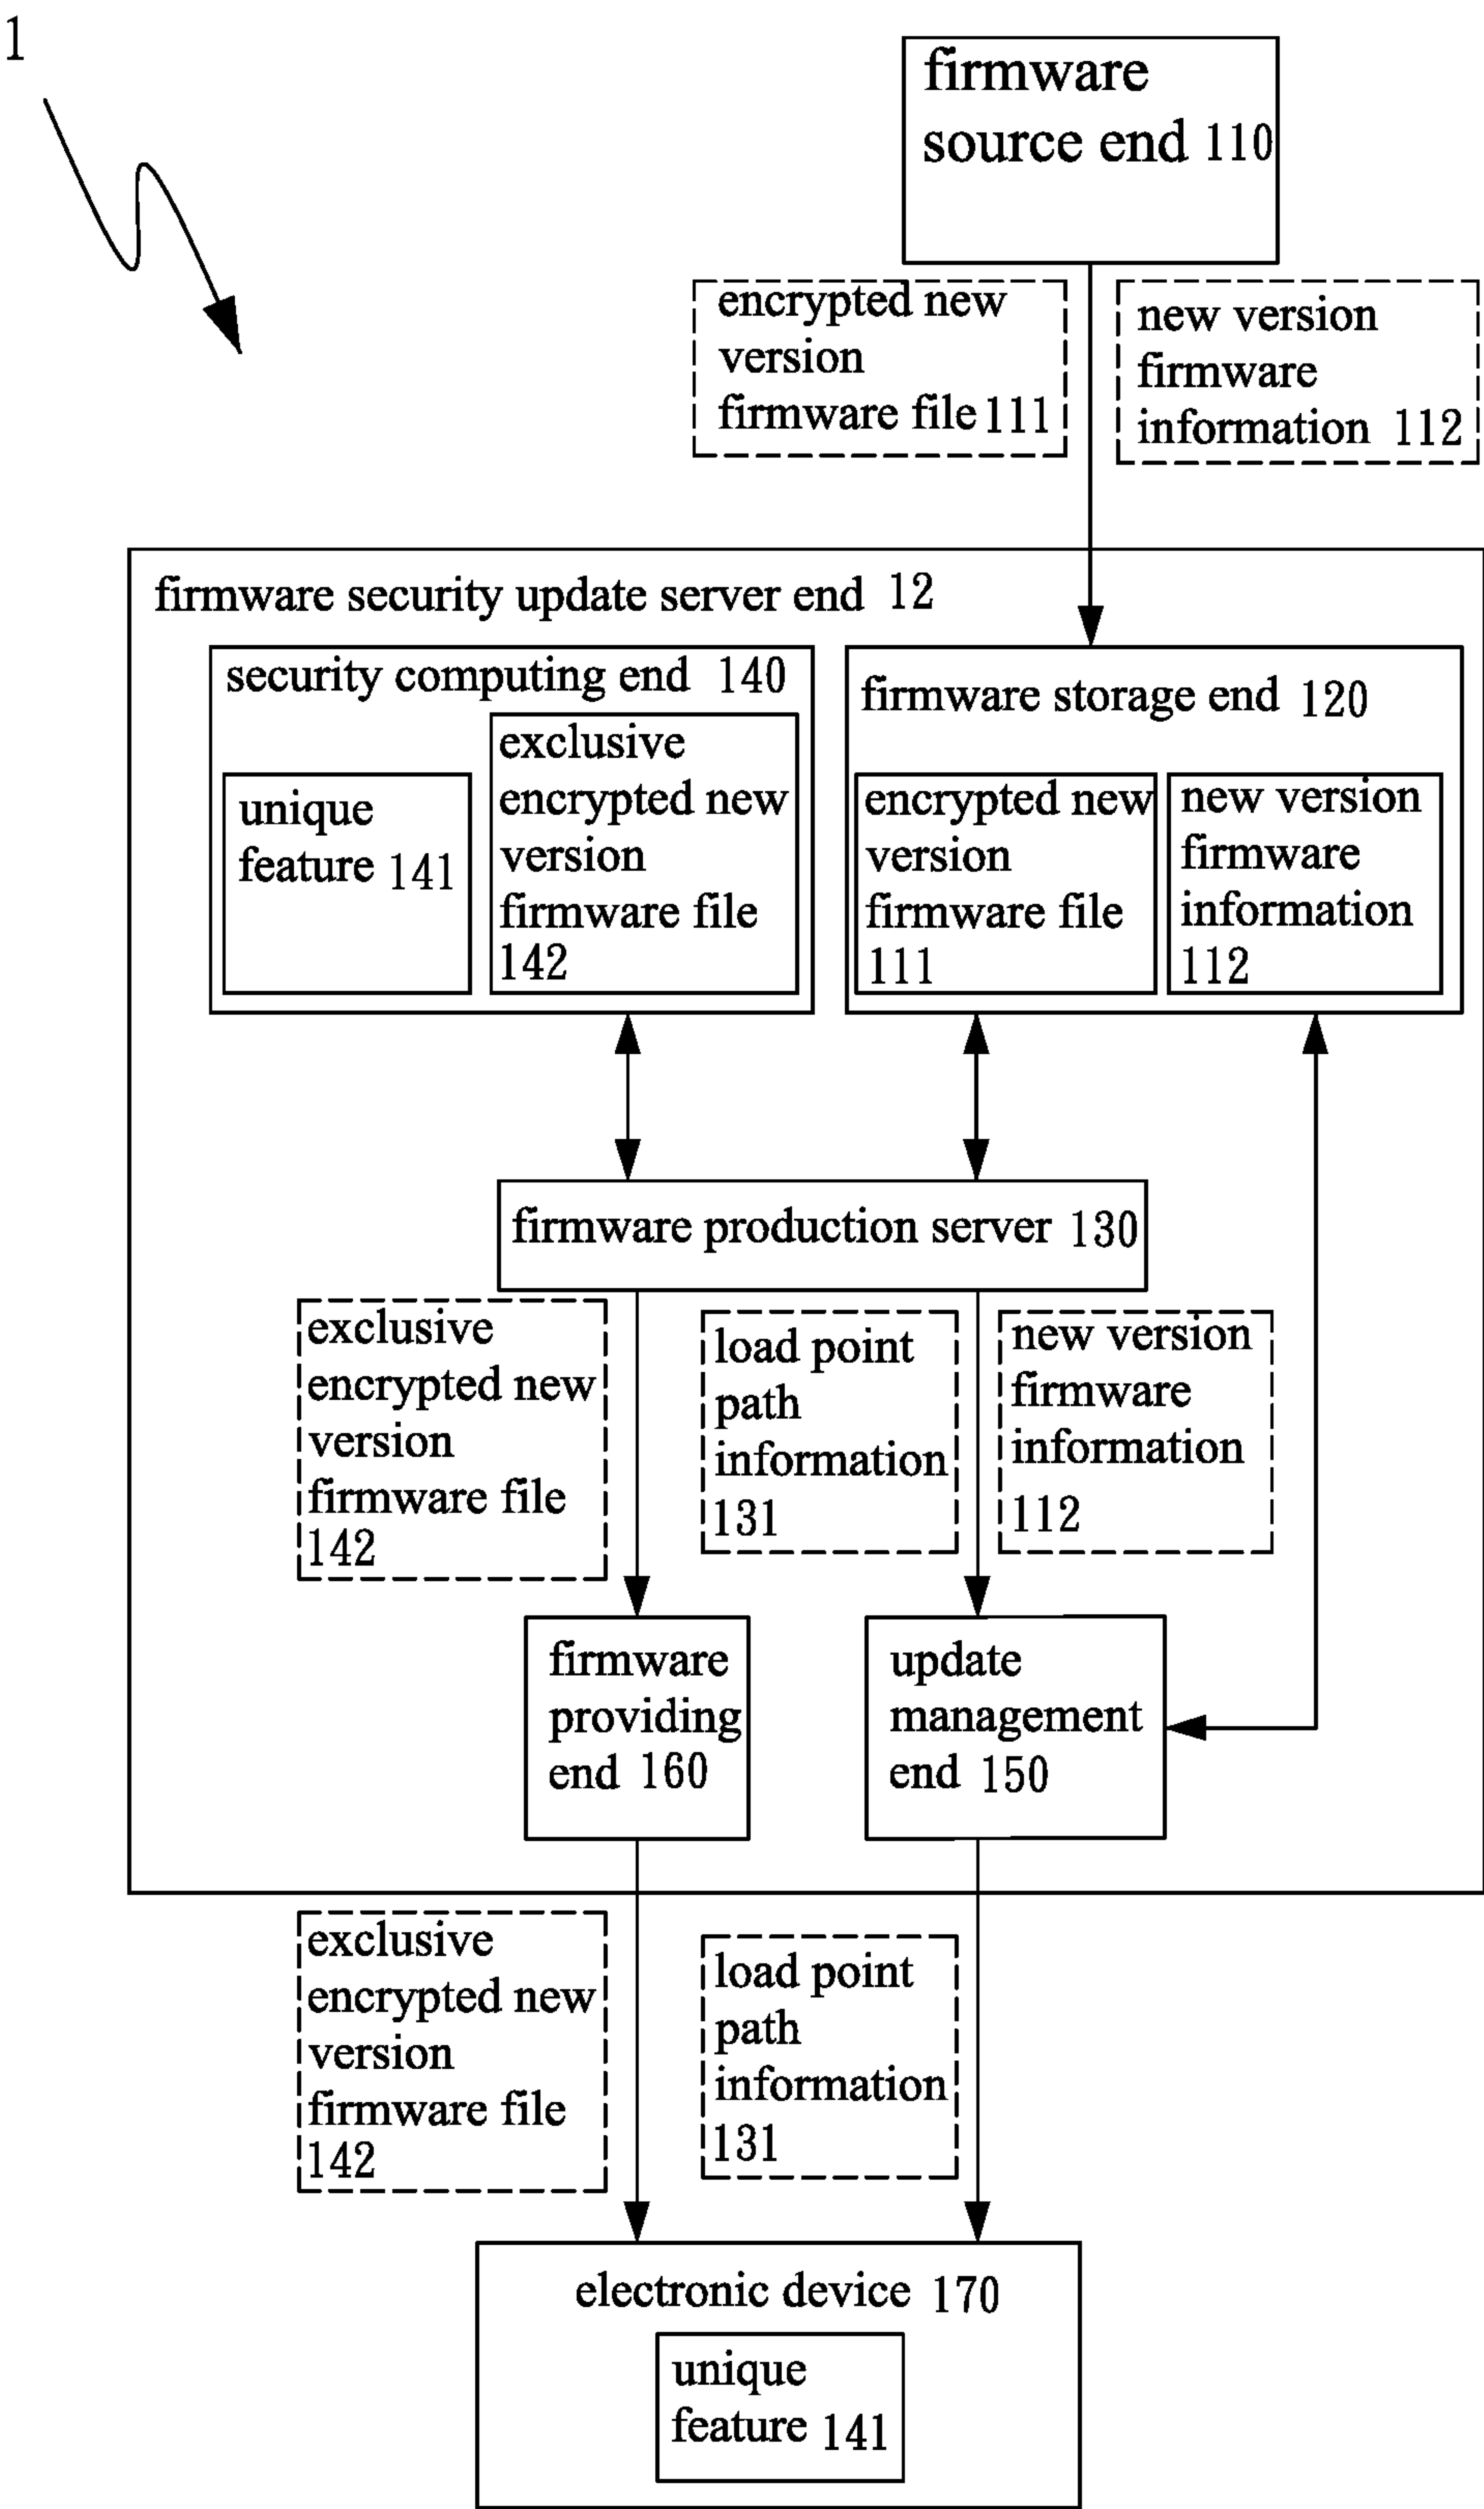 1
firmware
source end 110
encrypted new
version
firmware file 111
new version
firmware
information 112
firmware security update server end 12
security computing end 140
unique
feature 141
exclusive
encrypted new
version
firmware file
142
firmware storage end 120
encrypted new
version
firmware file
111
new version
firmware
information
112
firmware production server 130
exclusive
encrypted new
version
firmware file
142
load point
path
information
131
new version
firmware
information
112
firmware
providing
end 160
update
management
end 150
exclusive
encrypted new
version
firmware file
142
load point
path
information
131
electronic device 170
unique
feature 141